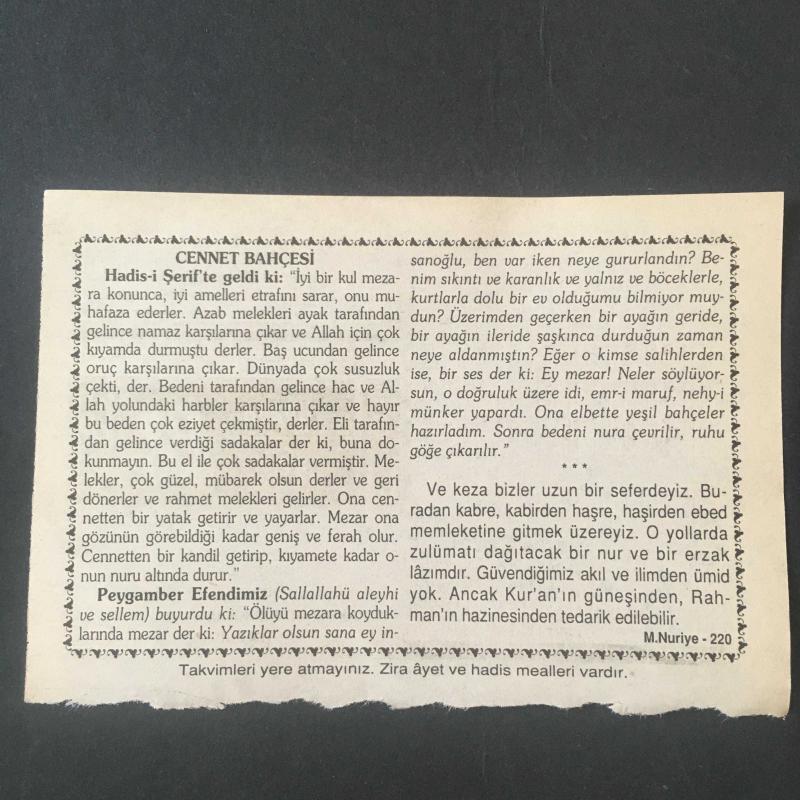 CENNET BAHÇESİ
Hadis-i Şerif'te geldi ki: "İyi bir kul meza-
ra konunca, iyi amelleri etrafını sarar, onu mu-
hafaza ederler. Azab melekleri ayak tarafından
gelince namaz karşılarına çıkar ve Allah için çok
kıyamda durmuştu derler. Baş ucundan gelince
oruç karşılarına çıkar. Dünyada çok susuzluk
çekti, der. Bedeni tarafından gelince hac ve Al-
lah yolundaki harbler karşılarına çıkar ve hayır
bu beden çok eziyet çekmiştir, derler. Eli tarafın-
dan gelince verdiği sadakalar der ki, buna do-
kunmayın. Bu el ile çok sadakalar vermiştir. Me-
lekler, çok güzel, mübarek olsun derler ve geri
dönerler ve rahmet melekleri gelirler. Ona cen-
netten bir yatak getirir ve yayarlar. Mezar ona
gözünün görebildiği kadar geniş ve ferah olur.
Cennetten bir kandil getirip, kıyamete kadar o-
nun nuru altında durur."
Peygamber Efendimiz (Sallallahü aleyhi
ve sellem) buyurdu ki: "Ölüyü mezara koyduk-
larında mezar der ki: Yazıklar olsun sana ey in-
sanoğlu, ben var iken neye gururlandın? Be-
nim sıkıntı ve karanlık ve yalnız ve böceklerle,
kurtlarla dolu bir ev olduğumu bilmiyor muy-
dun? Üzerimden geçerken bir ayağın geride,
bir ayağın ileride şaşkınca durduğun zaman
neye aldanmıştın? Eğer o kimse salihlerden
ise, bir ses der ki: Ey mezar! Neler söylüyor-
sun, o doğruluk üzere idi, emr-i maruf, nehy-i
münker yapardı. Ona elbette yeşil bahçeler
hazırladım. Sonra bedeni nura çevrilir, ruhu
göğe çıkarılır."
* * *
Ve keza bizler uzun bir seferdeyiz. Bu-
radan kabre, kabirden haşre, haşirden ebed
memleketine gitmek üzereyiz. O yollarda
zulümatı dağıtacak bir nur ve bir erzak
lâzımdır. Güvendiğimiz akıl ve ilimden ümid
yok. Ancak Kur'an'ın güneşinden, Rah-
man'ın hazinesinden tedarik edilebilir.
M.Nuriye - 220
Takvimleri yere atmayınız. Zira âyet ve hadis mealleri vardır.